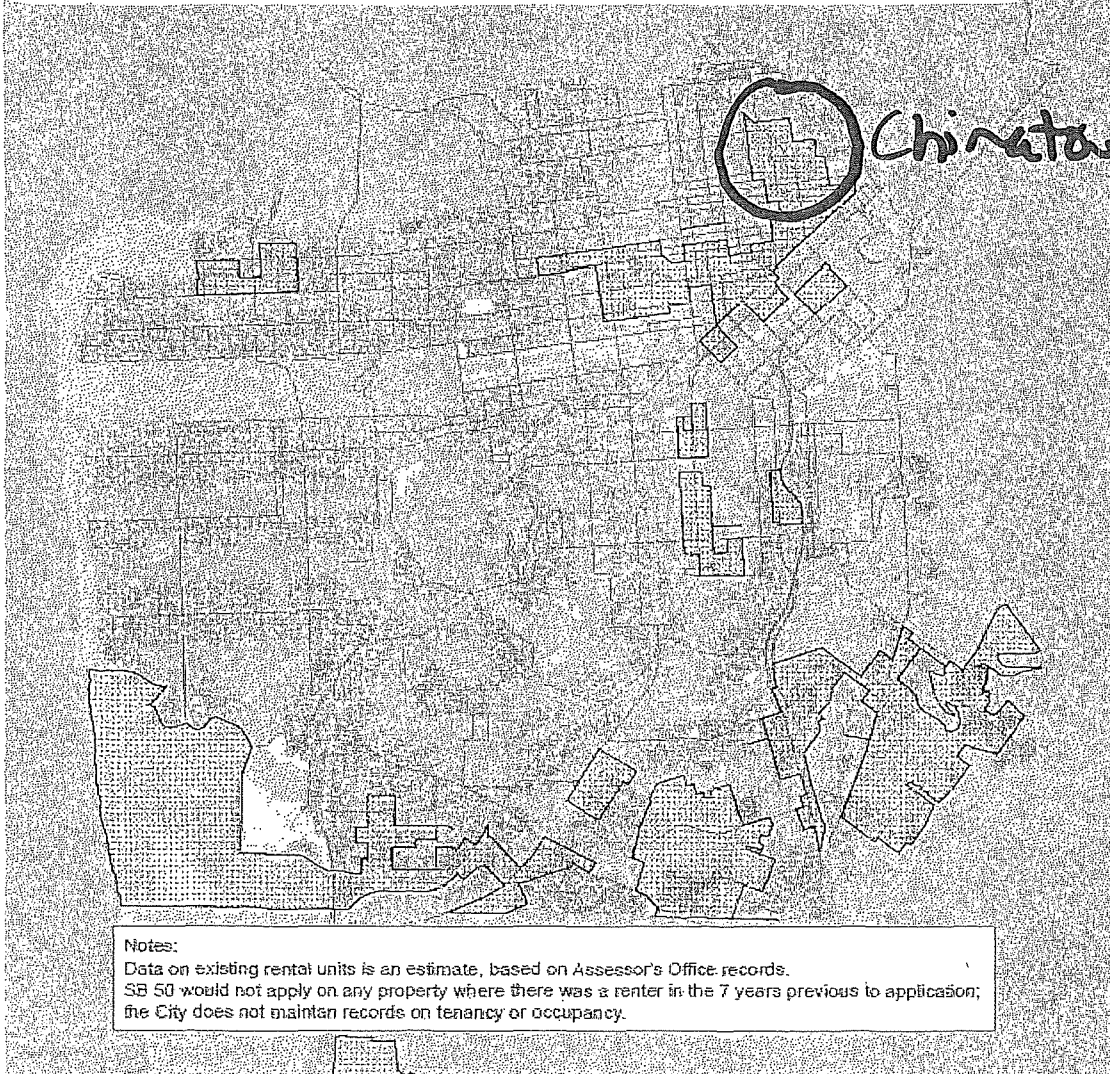 Chinatow
Notes:
Data on existing rental units is an estimate, based on Assessor's Office records.
SB 50 would not apply on any property where there was a renter in the 7 years previous to application;
the City does not maintan records on tenancy or occupancy.